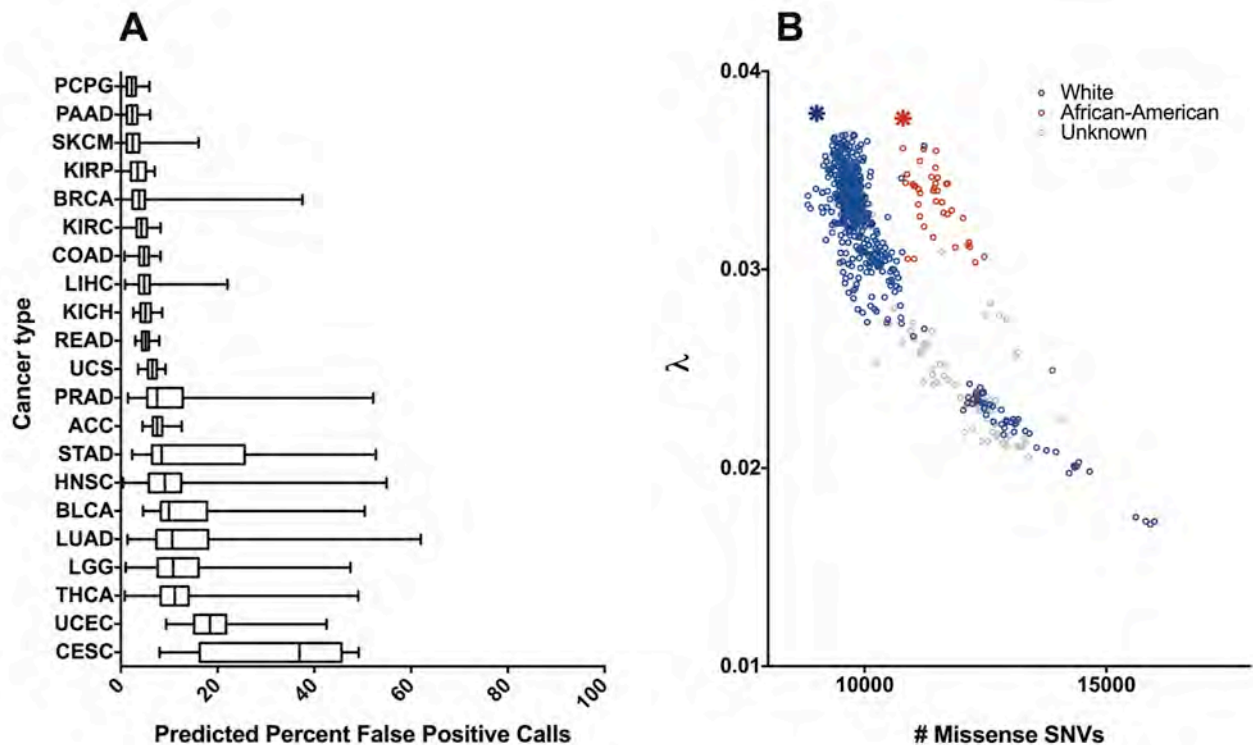 A
Cancer type
PCPG
PAAD
SKCM
KIRP
BRCA
KIRC
COAD
LIHC
KICH
READ
UCS
PRAD
ACC
STAD
HNSC
BLCA
LUAD
LGG
THCA
UCEC
CESC
0 20 40 60 80 100
Predicted Percent False Positive Calls
B
λ
0.04
0.03
0.02
0.01
White
African-American
Unknown
10000 15000
# Missense SNVs